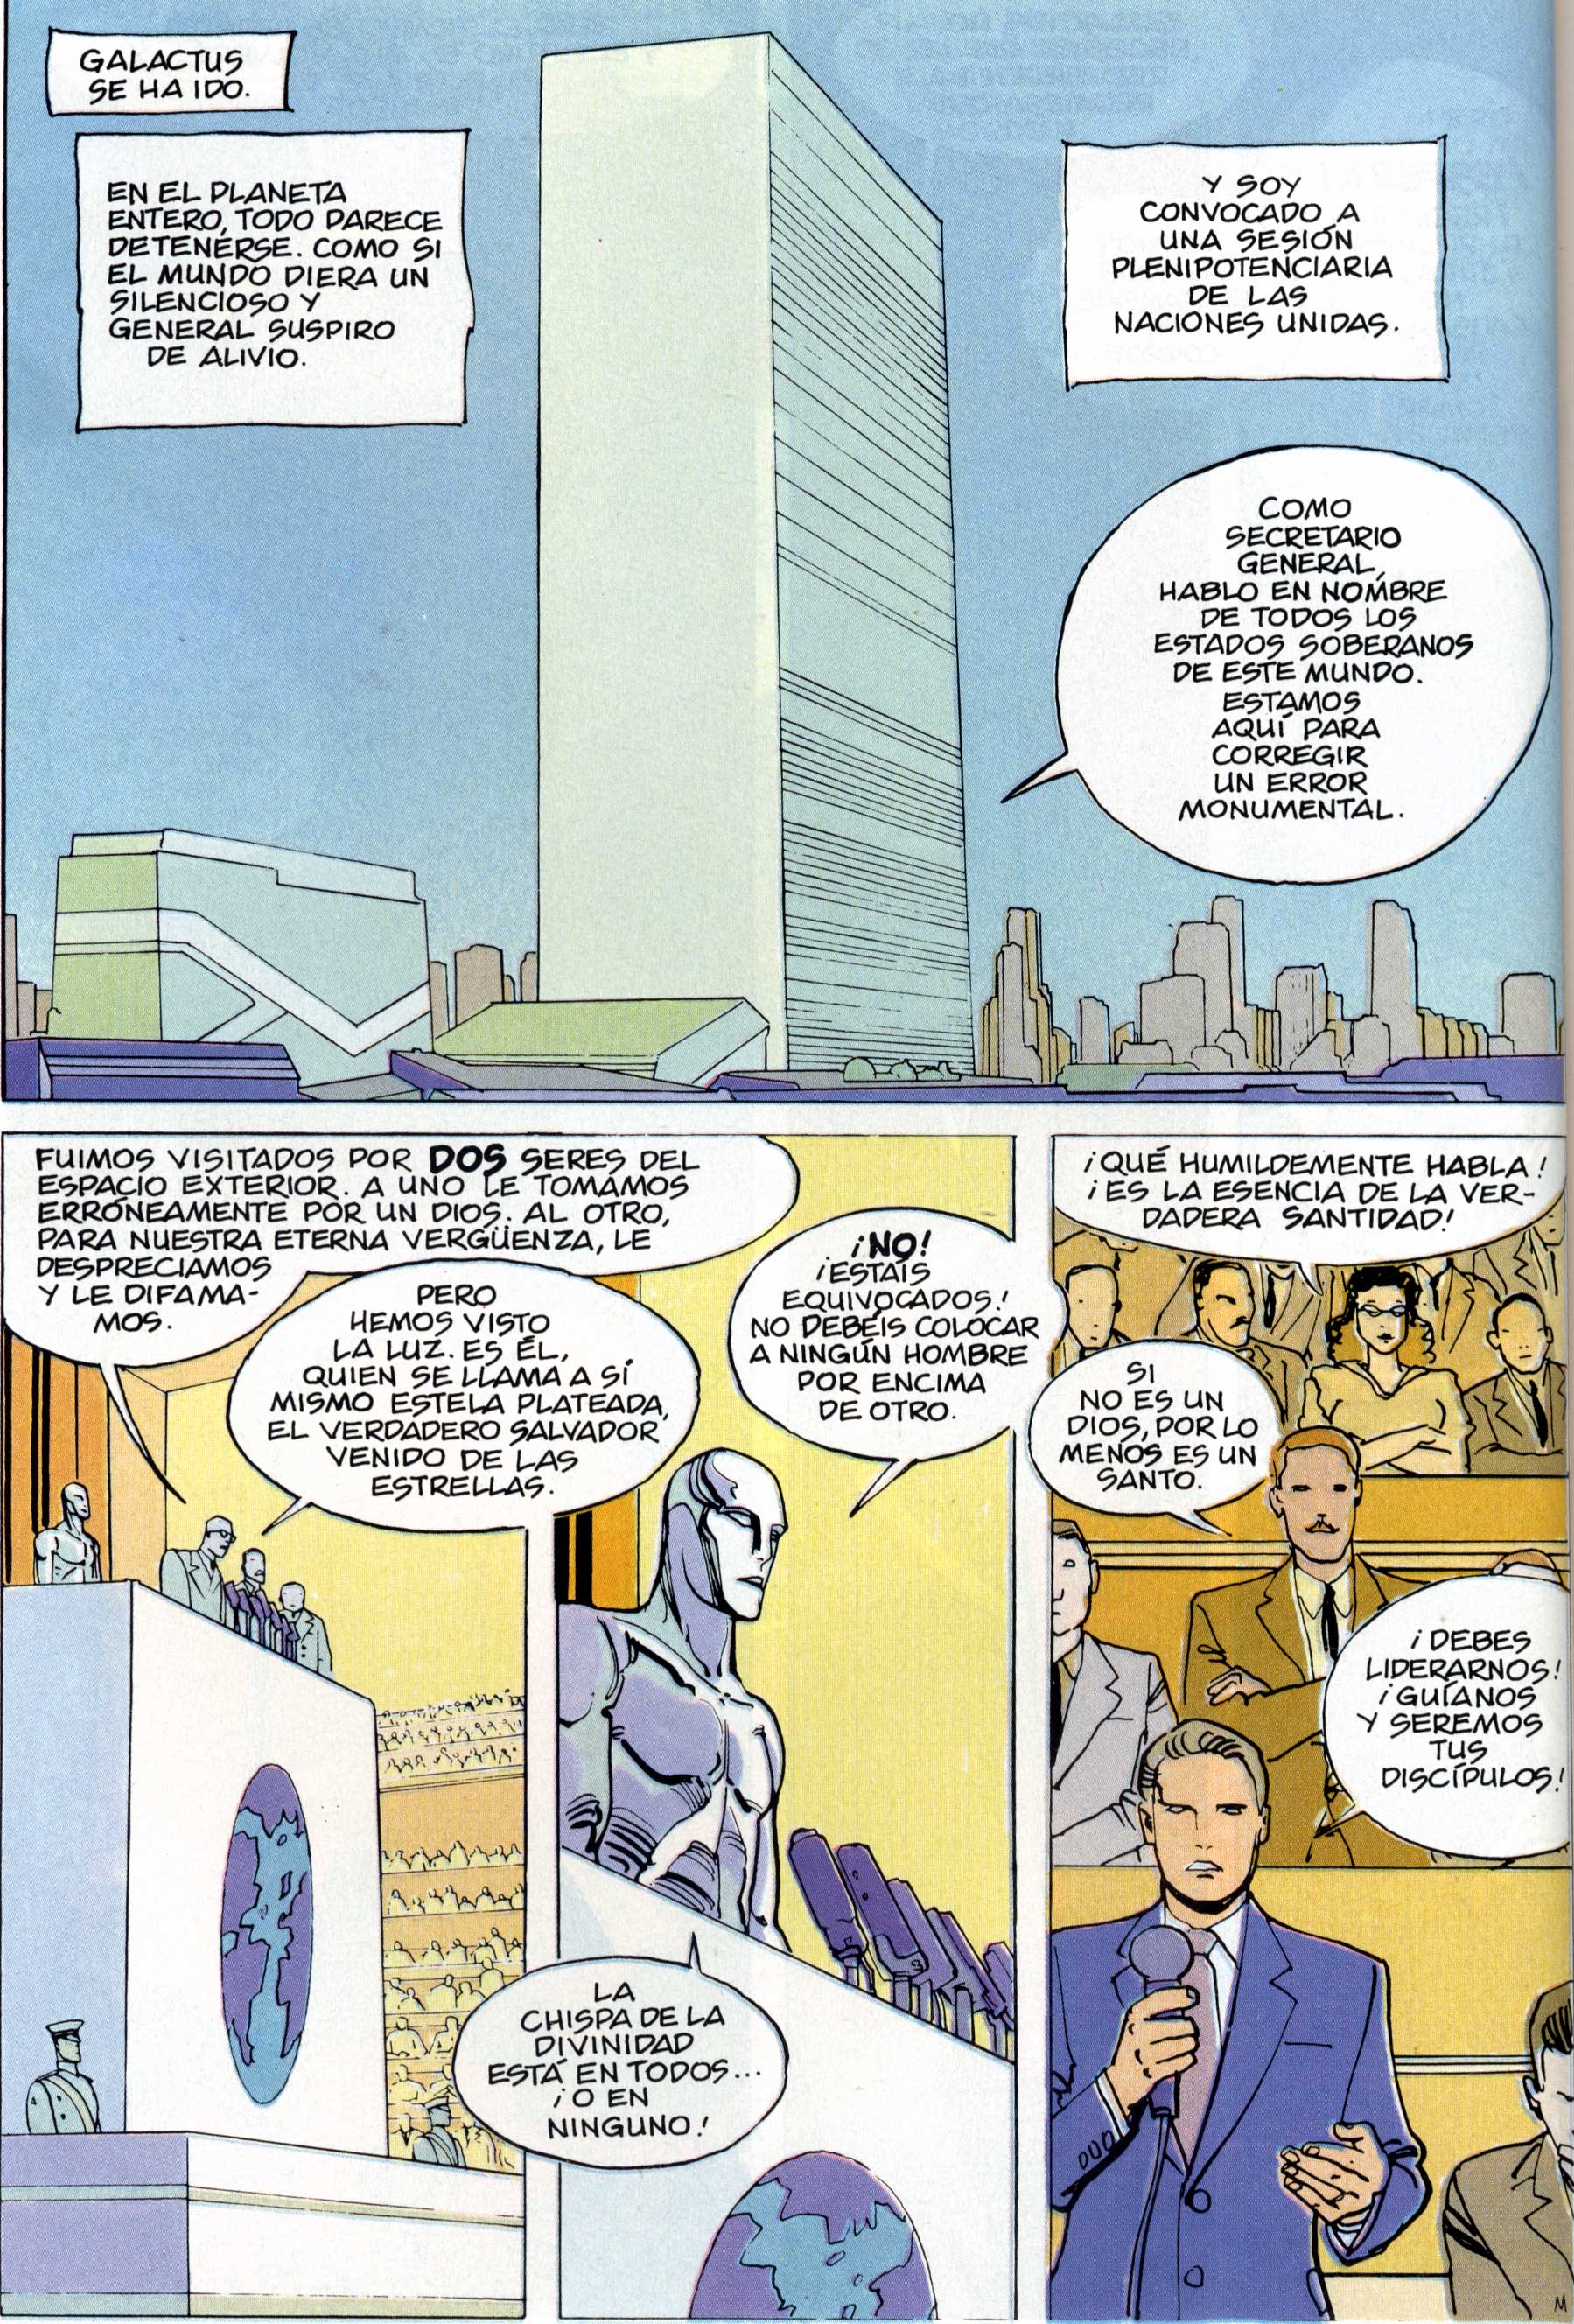 GALACTUS
SE HA IDO.
EN EL PLANETA
ENTERO, TODO PARECE
DETENERSE. COMO SI
EL MUNDO DIERA UN
SILENCIOSO Y
GENERAL SUSPIRO
DE ALIVIO.
Y SOY
CONVOCADO A
UNA SESIÓN
PLENIPOTENCIARIA
DE LAS
NACIONES UNIDAS.
COMO
SECRETARIO
GENERAL,
HABLO EN NOMBRE
DE TODOS LOS
ESTADOS SOBERANOS
DE ESTE MUNDO.
ESTAMOS
AQUÍ PARA
CORREGIR
UN ERROR
MONUMENTAL.
FUIMOS VISITADOS POR DOS SERES DEL
ESPACIO EXTERIOR. A UNO LE TOMAMOS
ERRÓNEAMENTE POR UN DIOS. AL OTRO,
PARA NUESTRA ETERNA VERGÜENZA, LE
DESPRECIAMOS
Y LE DIFAMA-
MOS.
PERO
HEMOS VISTO
LA LUZ. ES ÉL,
QUIEN SE LLAMA A SÍ
MISMO ESTELA PLATEADA,
EL VERDADERO SALVADOR
VENIDO DE LAS
ESTRELLAS.
¡NO!
¡ESTÁIS
EQUIVOCADOS!
NO DEBÉIS COLOCAR
A NINGÚN HOMBRE
POR ENCIMA
DE OTRO.
LA
CHISPA DE LA
DIVINIDAD
ESTÁ EN TODOS...
¡O EN
NINGUNO!
¡QUÉ HUMILDEMENTE HABLA!
¡ES LA ESENCIA DE LA VER-
DADERA SANTIDAD!
SI
NO ES UN
DIOS, POR LO
MENOS ES UN
SANTO.
¡DEBES
LIDERARNOS!
¡GUÍANOS
Y SEREMOS
TUS
DISCÍPULOS!
M